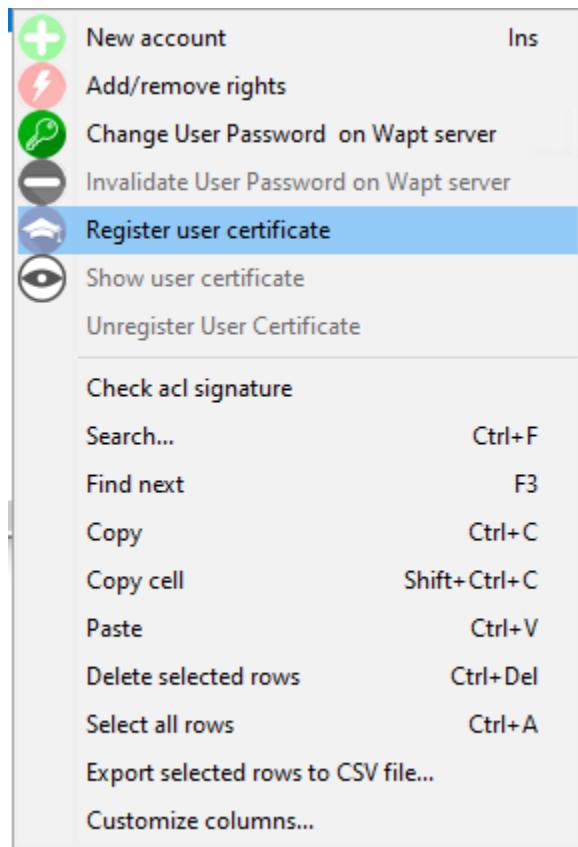 New account Ins
Add/remove rights
Change User Password  on Wapt server
Invalidate User Password on Wapt server
Register user certificate
Show user certificate
Unregister User Certificate
Check acl signature
Search... Ctrl+F
Find next F3
Copy Ctrl+C
Copy cell Shift+Ctrl+C
Paste Ctrl+V
Delete selected rows Ctrl+Del
Select all rows Ctrl+A
Export selected rows to CSV file...
Customize columns...